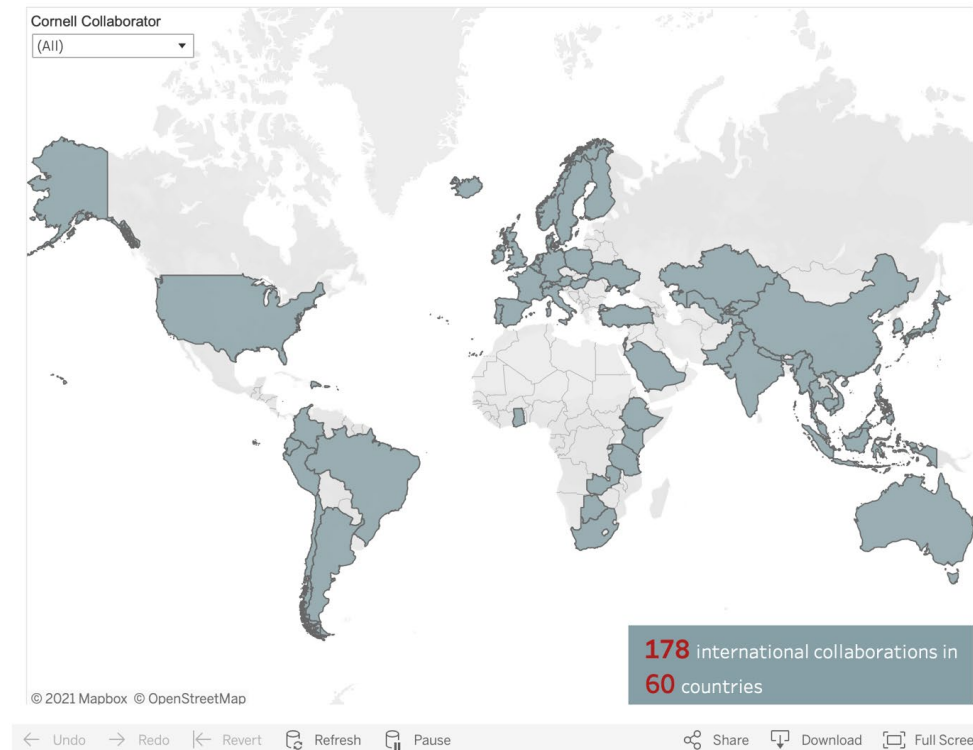 Cornell Collaborator
(All)
178 international collaborations in
60 countries
© 2021 Mapbox © OpenStreetMap
Undo Redo Revert Refresh Pause Share Download Full Scree